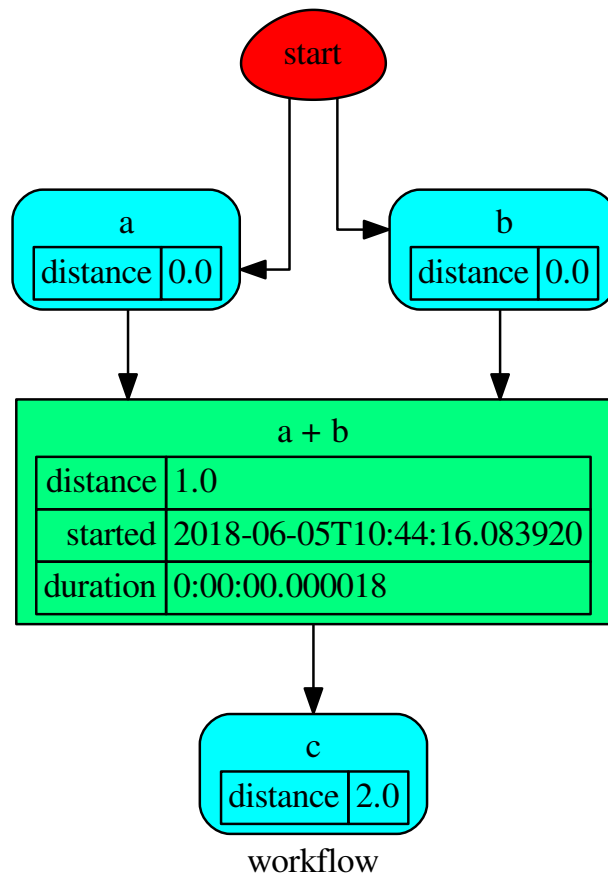 start
a
distance 0.0
b
distance 0.0
a + b
distance 1.0
started 2018-06-05T10:44:16.083920
duration 0:00:00.000018
c
distance 2.0
workflow